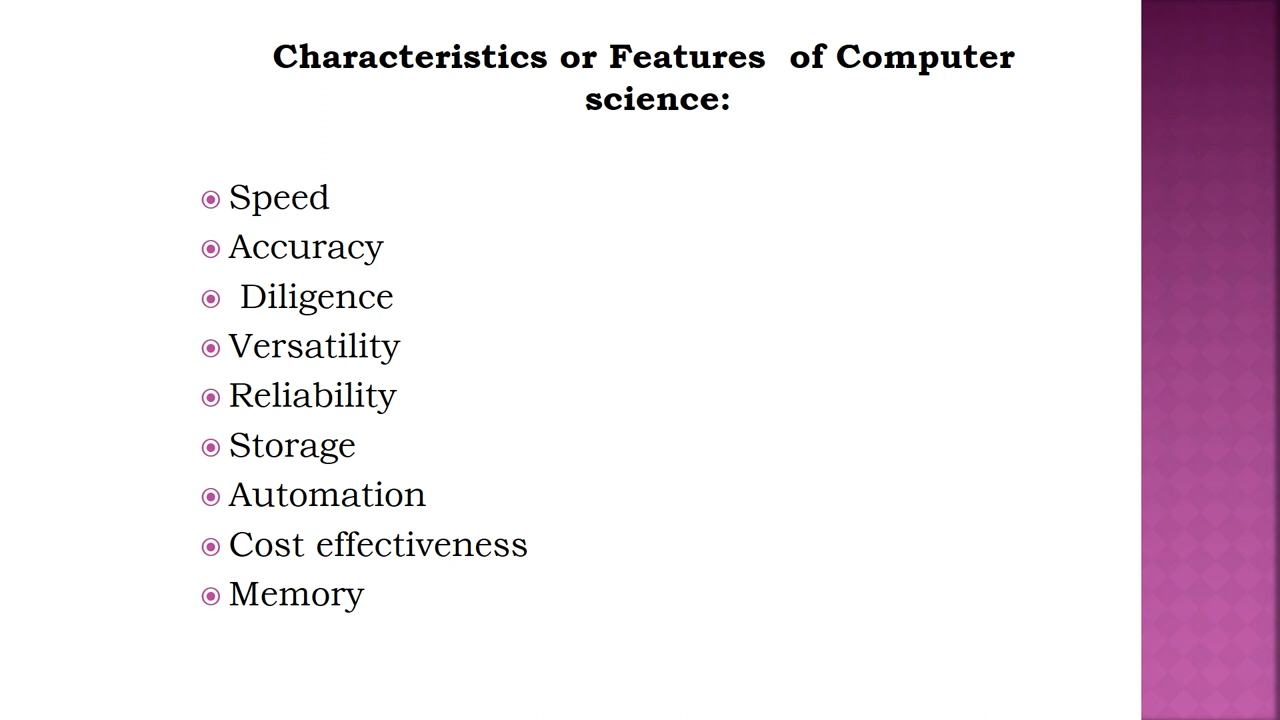 Characteristics or Features  of Computer
science:
Speed
Accuracy
Diligence
Versatility
Reliability
Storage
Automation
Cost effectiveness
Memory